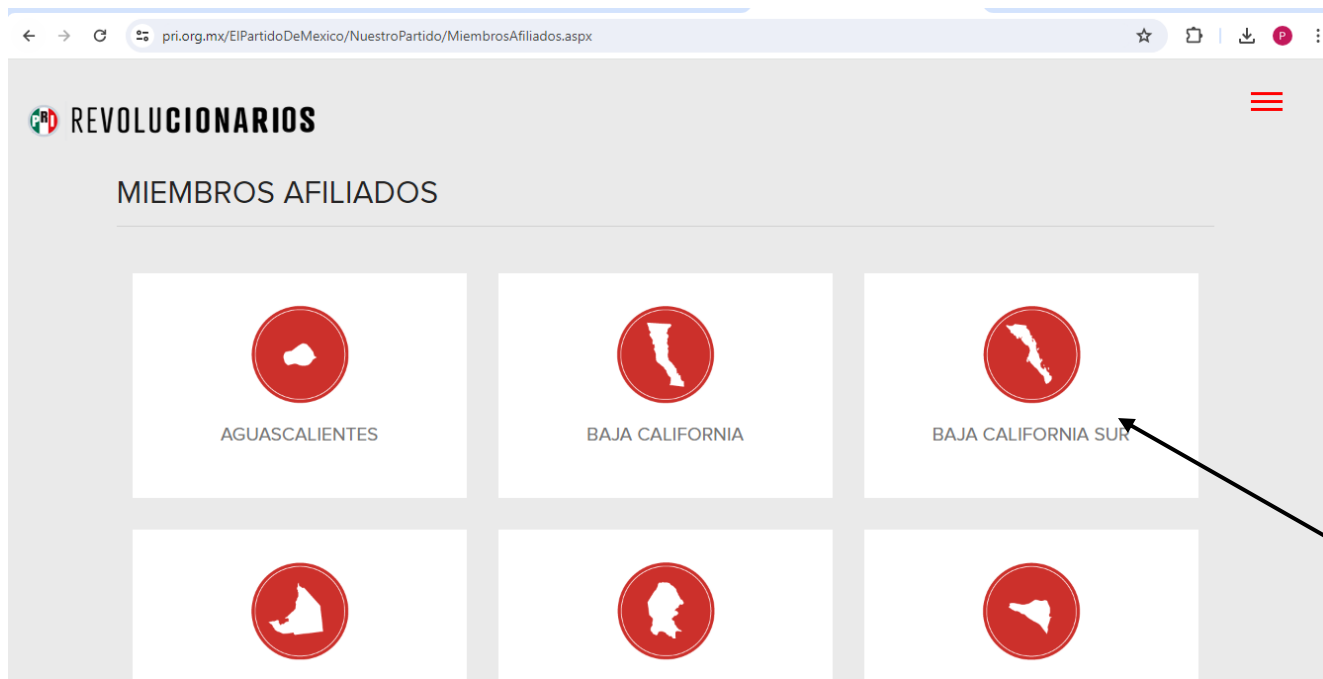 pri.org.mx/ElPartidoDeMexico/NuestroPartido/MiembrosAfiliados.aspx
P
PRI REVOLUCIONARIOS
MIEMBROS AFILIADOS
AGUASCALIENTES
BAJA CALIFORNIA
BAJA CALIFORNIA SUR